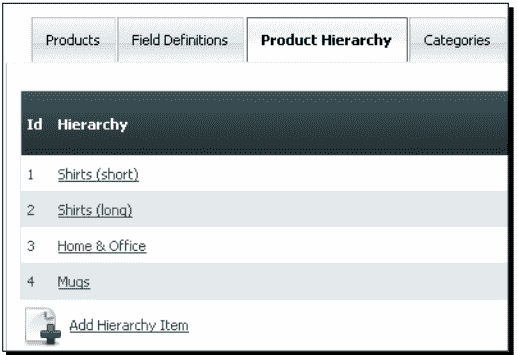 Products Field Definitions Product Hierarchy Categories
Id Hierarchy
1 Shirts (short)
2 Shirts (long)
3 Home & Office
4 Mugs
Add Hierarchy Item